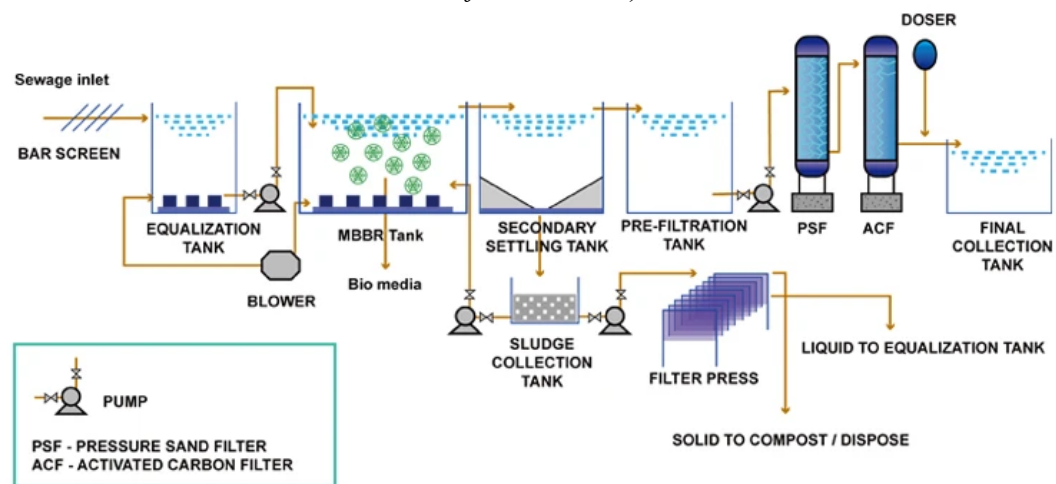 DOSER
Sewage inlet
BAR SCREEN
EQUALIZATION
TANK
MBBR Tank
SECONDARY
SETTLING TANK
PRE-FILTRATION
TANK
PSF
ACF
FINAL
COLLECTION
TANK
Bio media
BLOWER
SLUDGE
COLLECTION
TANK
FILTER PRESS
LIQUID TO EQUALIZATION TANK
SOLID TO COMPOST / DISPOSE
PUMP
PSF - PRESSURE SAND FILTER
ACF - ACTIVATED CARBON FILTER